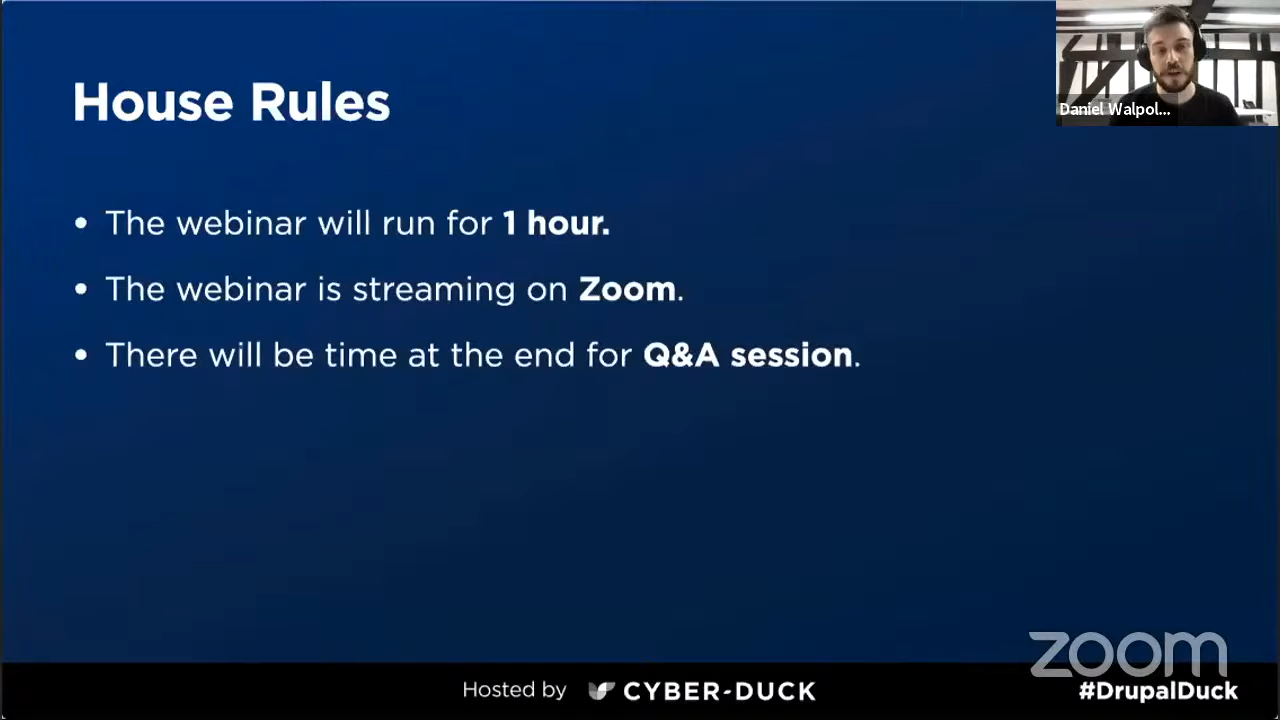 House Rules
Daniel Walpol...
• The webinar will run for 1 hour.
• The webinar is streaming on Zoom.
• There will be time at the end for Q&A session.
zoom
Hosted by CYBER-DUCK
#DrupalDuck